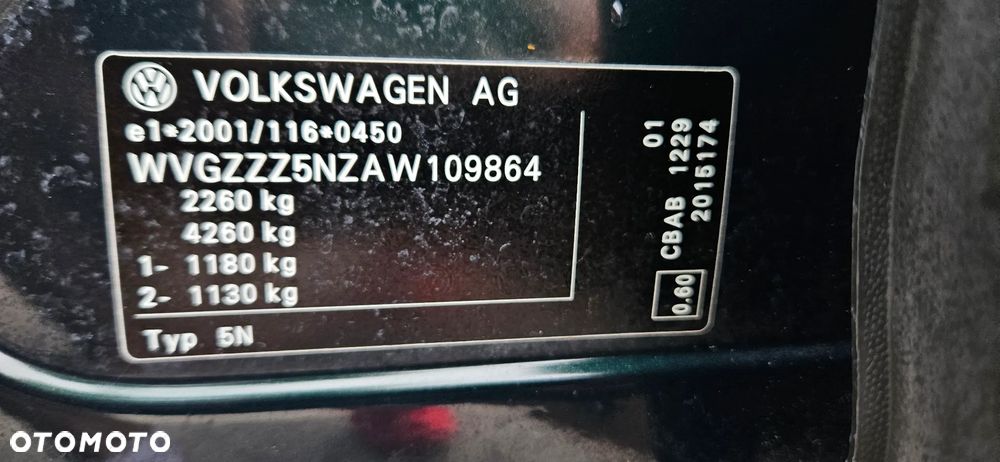 VOLKSWAGEN AG
e1*2001/116*0450
WVGZZZ5NZAW109864
2260 kg
4260 kg
1- 1180 kg
2- 1130 kg
Typ 5N
01
CBAB 1229
2015174
0.60
OTOMOTO